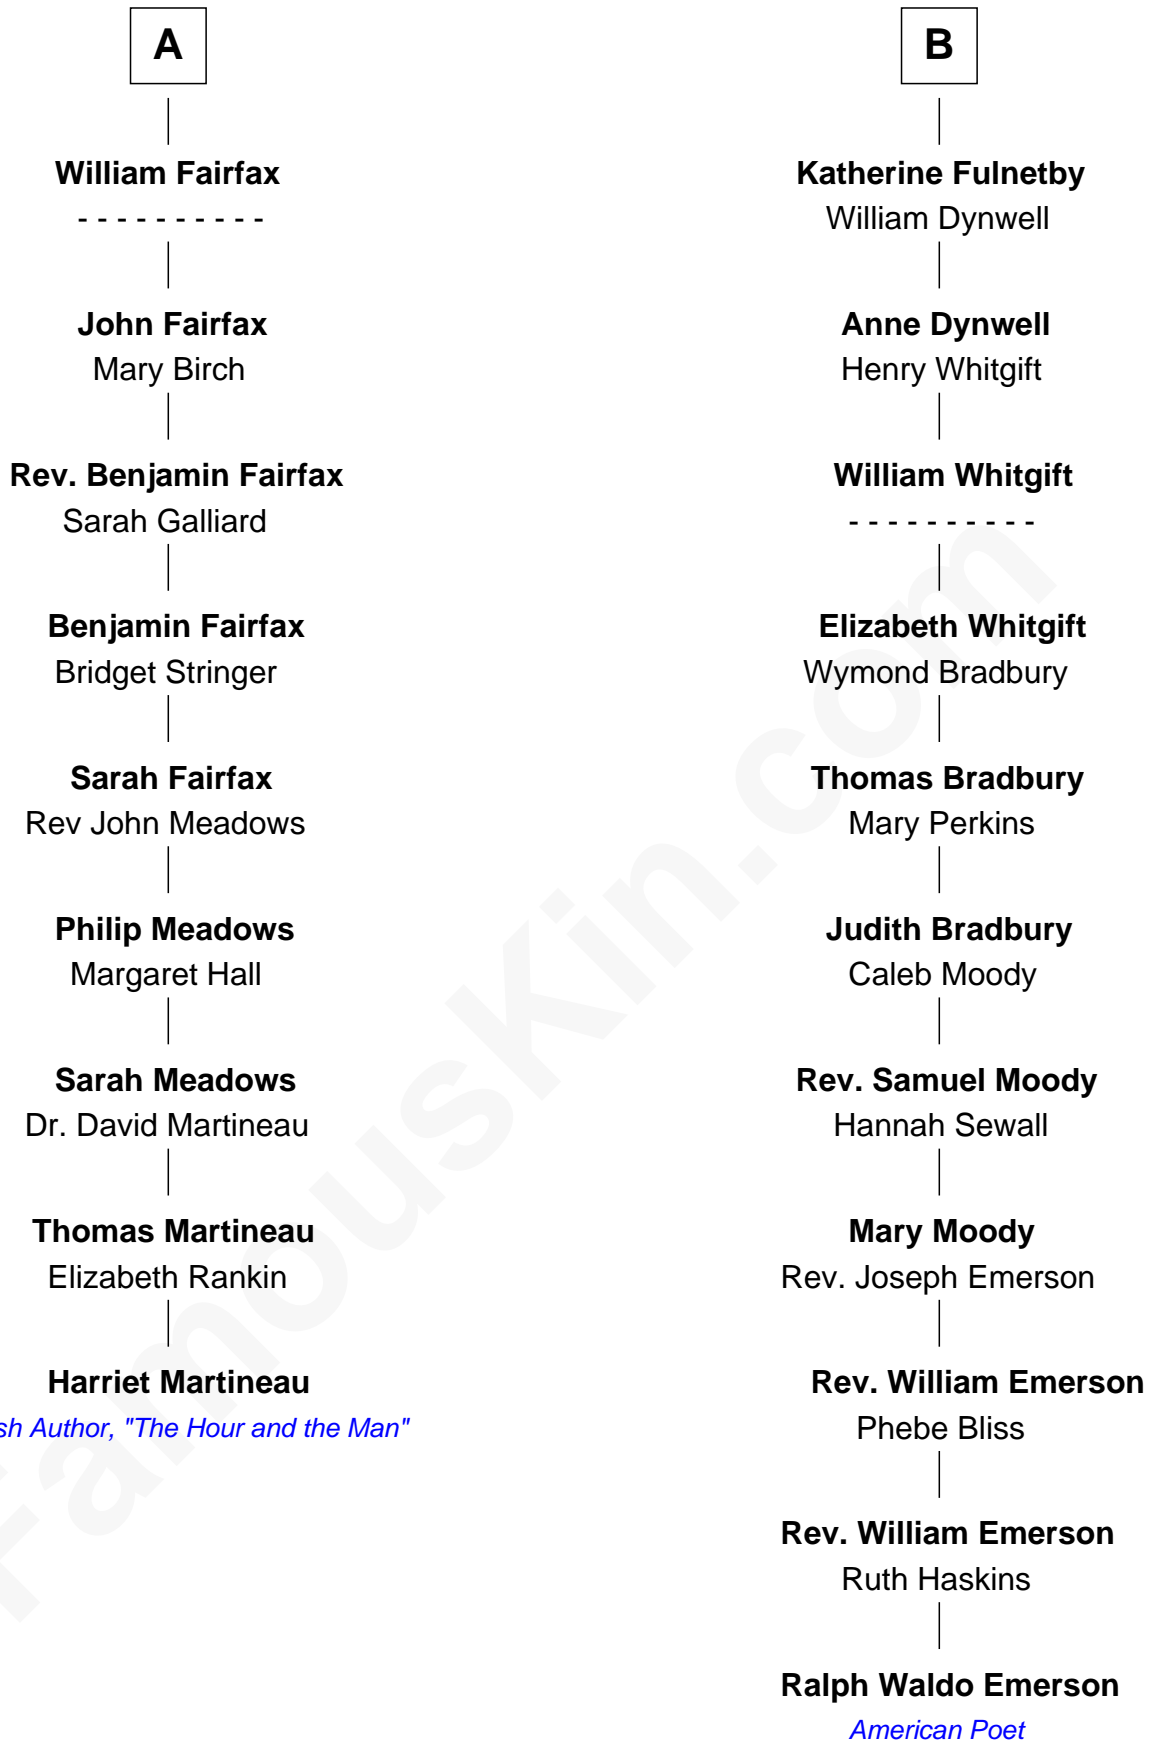 A
William Fairfax
- - - - - - - - - -
John Fairfax
Mary Birch
Rev. Benjamin Fairfax
Sarah Galliard
Benjamin Fairfax
Bridget Stringer
Sarah Fairfax
Rev John Meadows
Philip Meadows
Margaret Hall
Sarah Meadows
Dr. David Martineau
Thomas Martineau
Elizabeth Rankin
Harriet Martineau
sh Author, "The Hour and the Man"
B
Katherine Fulnetby
William Dynwell
Anne Dynwell
Henry Whitgift
William Whitgift
- - - - - - - - - -
Elizabeth Whitgift
Wymond Bradbury
Thomas Bradbury
Mary Perkins
Judith Bradbury
Caleb Moody
Rev. Samuel Moody
Hannah Sewall
Mary Moody
Rev. Joseph Emerson
Rev. William Emerson
Phebe Bliss
Rev. William Emerson
Ruth Haskins
Ralph Waldo Emerson
American Poet
FamousKin.com